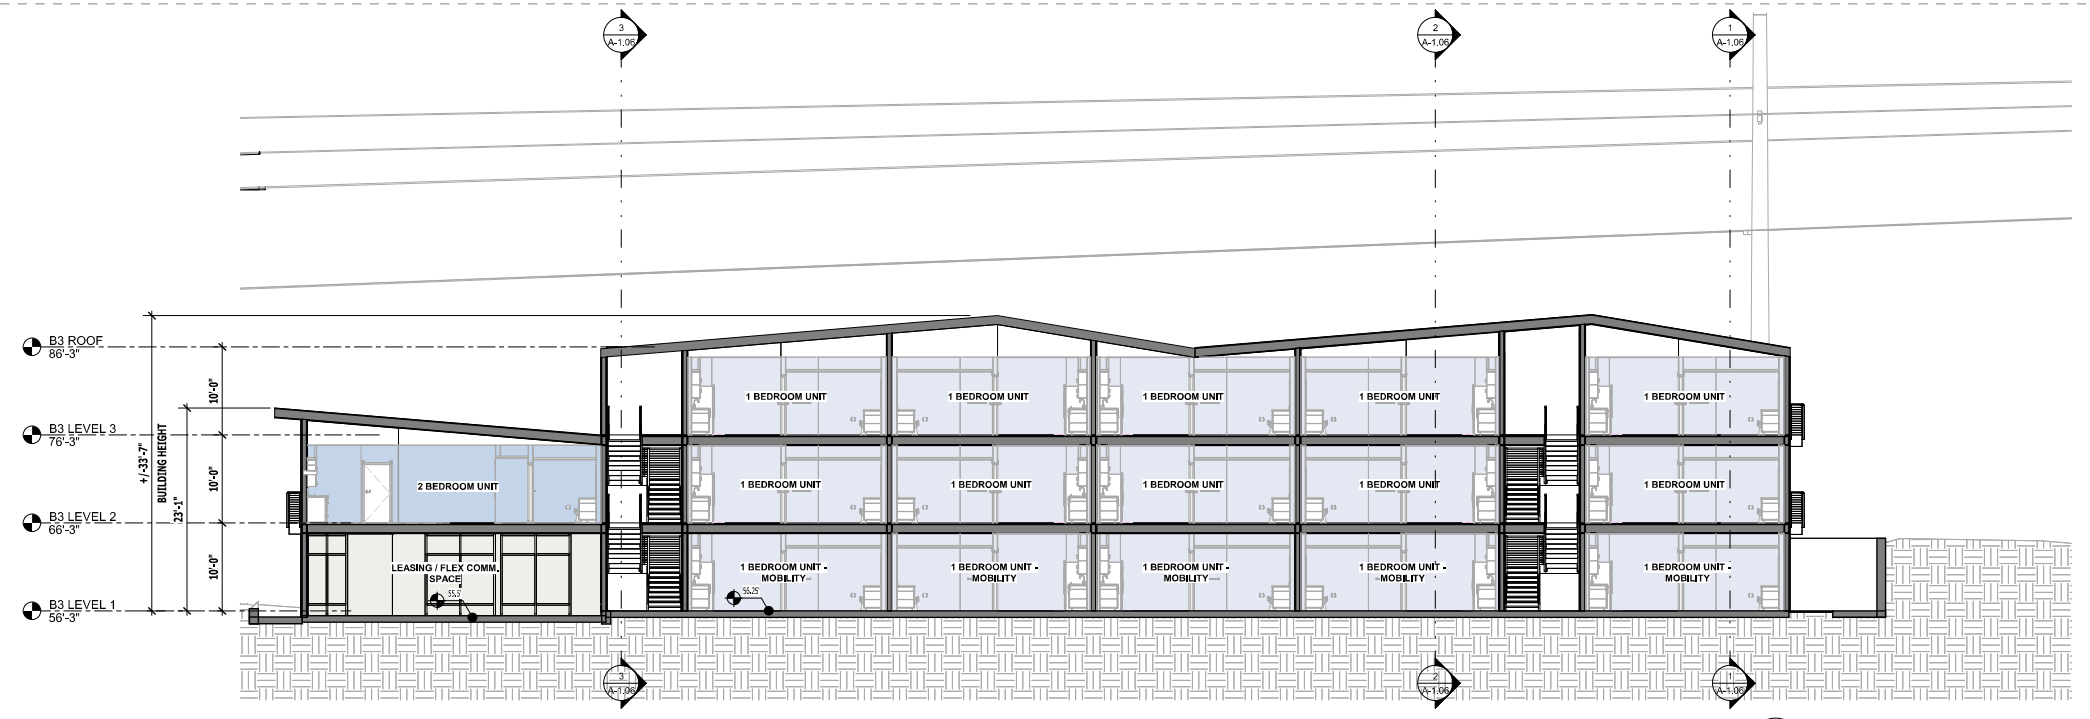 3
A-1.06
2
A-1.06
1
A-1.06
B3 ROOF
86'-3"
B3 LEVEL 3
76'-3"
B3 LEVEL 2
66'-3"
B3 LEVEL 1
56'-3"
+/-33'-7"
BUILDING HEIGHT
23'-1"
10'-0"
10'-0"
10'-0"
1 BEDROOM UNIT
1 BEDROOM UNIT
1 BEDROOM UNIT
1 BEDROOM UNIT
1 BEDROOM UNIT
2 BEDROOM UNIT
1 BEDROOM UNIT
1 BEDROOM UNIT
1 BEDROOM UNIT
1 BEDROOM UNIT
1 BEDROOM UNIT
LEASING / FLEX COMM.
SPACE
55.5'
1 BEDROOM UNIT -
MOBILITY
56.25'
1 BEDROOM UNIT -
MOBILITY
1 BEDROOM UNIT -
MOBILITY
1 BEDROOM UNIT -
MOBILITY
1 BEDROOM UNIT -
MOBILITY
3
A-1.06
2
A-1.06
1
A-1.06